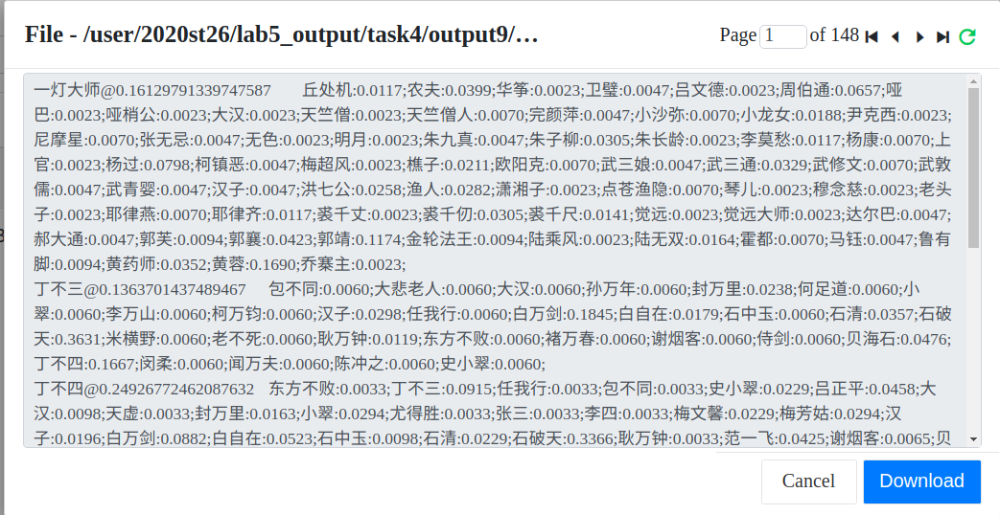 File - /user/2020st26/lab5_output/task4/output9/…
Page 1 of 148
一灯大师@0.16129791339747587 丘处机:0.0117;农夫:0.0399;华筝:0.0023;卫璧:0.0047;吕文德:0.0023;周伯通:0.0657;哑
巴:0.0023;哑梢公:0.0023;大汉:0.0023;天竺僧:0.0023;天竺僧人:0.0070;完颜萍:0.0047;小沙弥:0.0070;小龙女:0.0188;尹克西:0.0023;
尼摩星:0.0070;张无忌:0.0047;无色:0.0023;明月:0.0023;朱九真:0.0047;朱子柳:0.0305;朱长龄:0.0023;李莫愁:0.0117;杨康:0.0070;上
官:0.0023;杨过:0.0798;柯镇恶:0.0047;梅超风:0.0023;樵子:0.0211;欧阳克:0.0070;武三娘:0.0047;武三通:0.0329;武修文:0.0070;武敦
儒:0.0047;武青婴:0.0047;汉子:0.0047;洪七公:0.0258;渔人:0.0282;潇湘子:0.0023;点苍渔隐:0.0070;琴儿:0.0023;穆念慈:0.0023;老头
子:0.0023;耶律燕:0.0070;耶律齐:0.0117;裘千丈:0.0023;裘千仞:0.0305;裘千尺:0.0141;觉远:0.0023;觉远大师:0.0023;达尔巴:0.0047;
郝大通:0.0047;郭芙:0.0094;郭襄:0.0423;郭靖:0.1174;金轮法王:0.0094;陆乘风:0.0023;陆无双:0.0164;霍都:0.0070;马钰:0.0047;鲁有
脚:0.0094;黄药师:0.0352;黄蓉:0.1690;乔寨主:0.0023;
丁不三@0.1363701437489467 包不同:0.0060;大悲老人:0.0060;大汉:0.0060;孙万年:0.0060;封万里:0.0238;何足道:0.0060;小
翠:0.0060;李万山:0.0060;柯万钧:0.0060;汉子:0.0298;任我行:0.0060;白万剑:0.1845;白自在:0.0179;石中玉:0.0060;石清:0.0357;石破
天:0.3631;米横野:0.0060;老不死:0.0060;耿万钟:0.0119;东方不败:0.0060;褚万春:0.0060;谢烟客:0.0060;侍剑:0.0060;贝海石:0.0476;
丁不四:0.1667;闵柔:0.0060;闻万夫:0.0060;陈冲之:0.0060;史小翠:0.0060;
丁不四@0.24926772462087632 东方不败:0.0033;丁不三:0.0915;任我行:0.0033;包不同:0.0033;史小翠:0.0229;吕正平:0.0458;大
汉:0.0098;天虚:0.0033;封万里:0.0163;小翠:0.0294;尤得胜:0.0033;张三:0.0033;李四:0.0033;梅文馨:0.0229;梅芳姑:0.0294;汉
子:0.0196;白万剑:0.0882;白自在:0.0523;石中玉:0.0098;石清:0.0229;石破天:0.3366;耿万钟:0.0033;范一飞:0.0425;谢烟客:0.0065;贝
Cancel Download